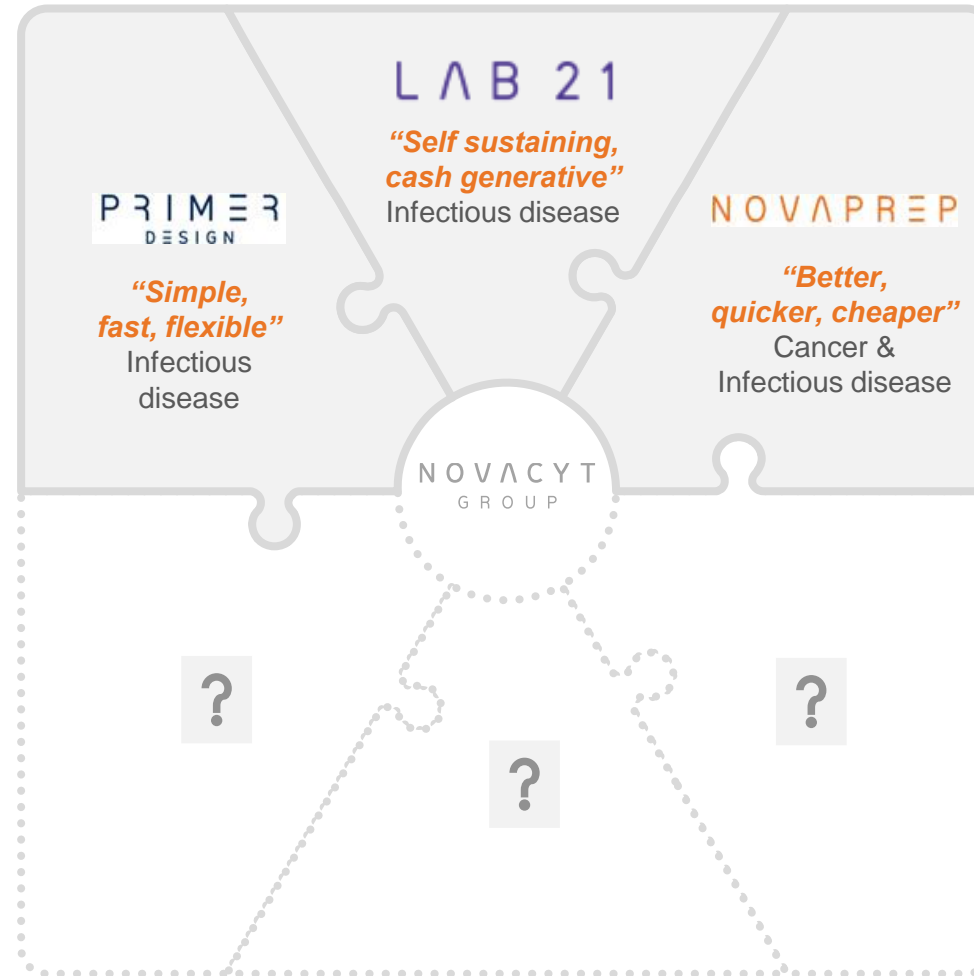 PRIMER
DESIGN
“Simple,
fast, flexible”
Infectious
disease
LAB 21
“Self sustaining,
cash generative”
Infectious disease
NOVAPREP
“Better,
quicker, cheaper”
Cancer &
Infectious disease
NOVACYT
GROUP
?
?
?